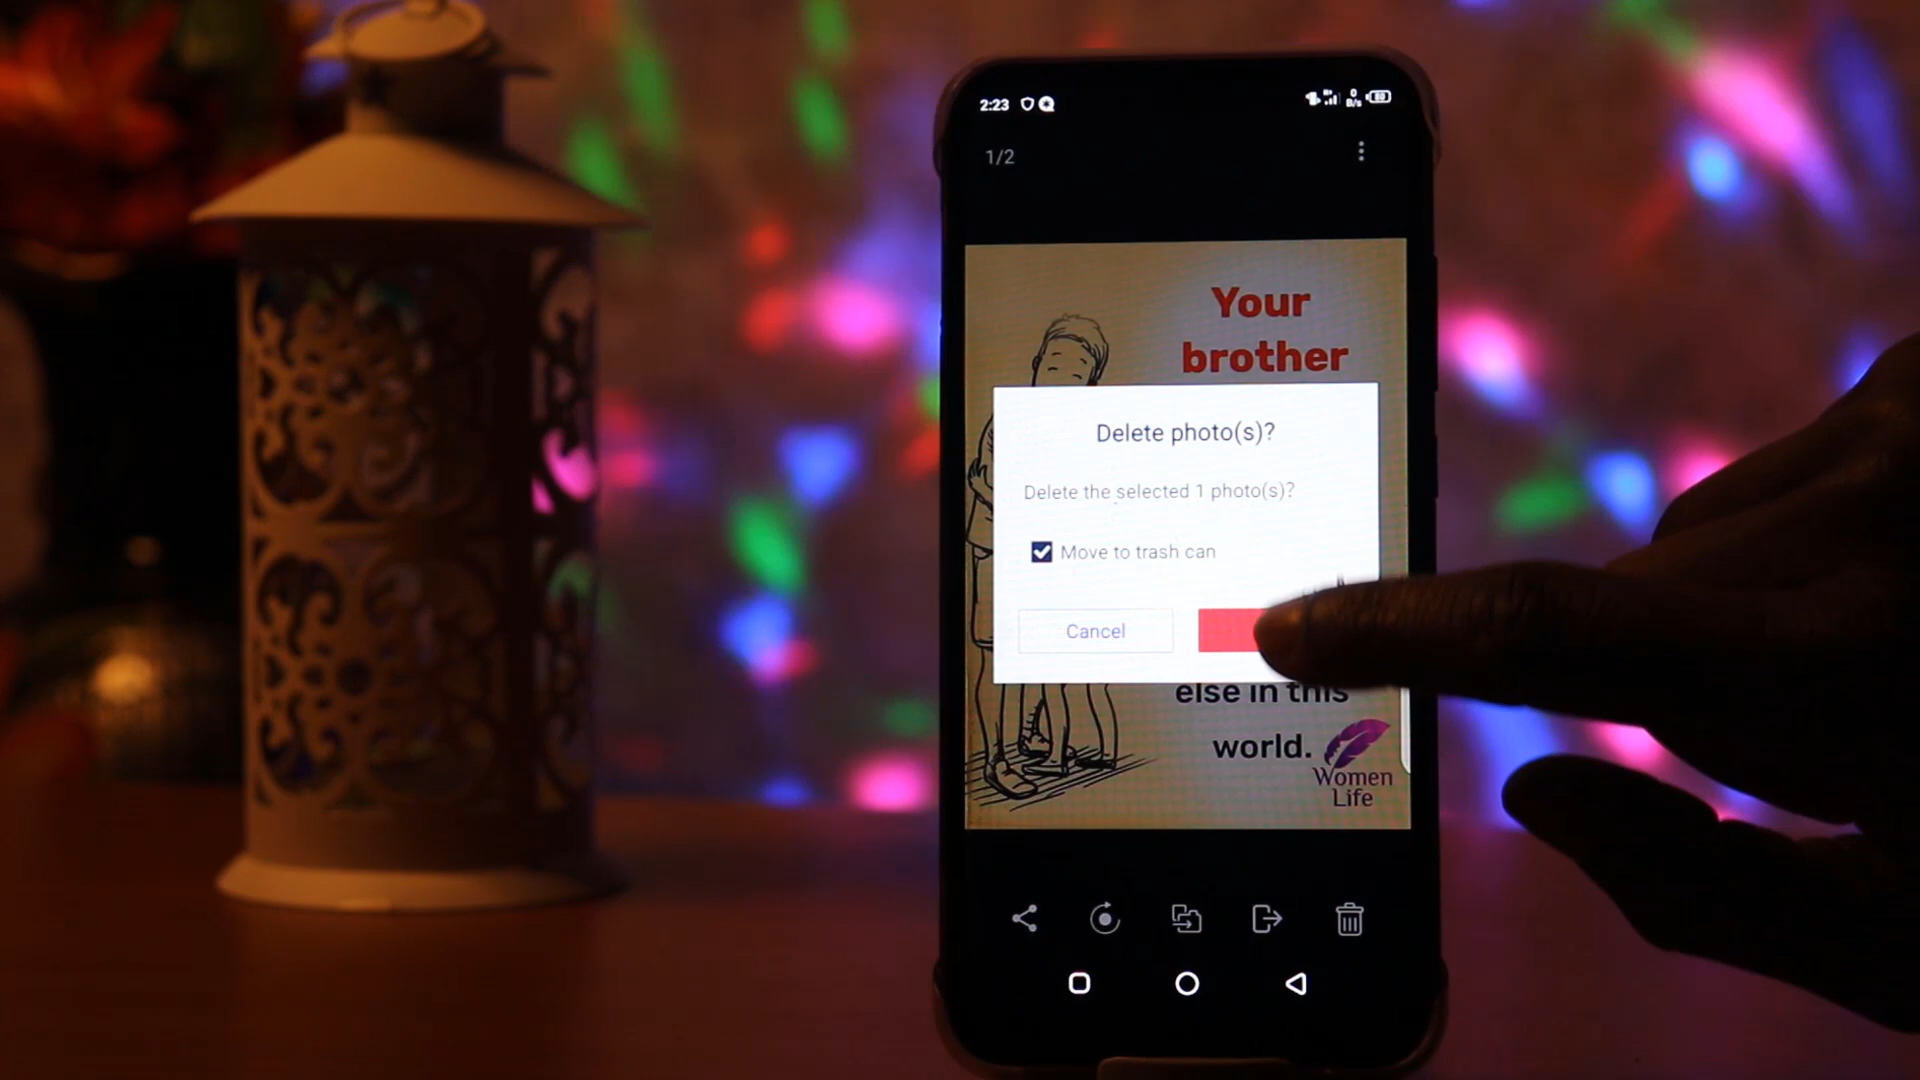 2:23
80
1/2
Your
brother
Delete photo(s)?
Delete the selected 1 photo(s)?
Move to trash can
Cancel
else in this
world.
Women
Life